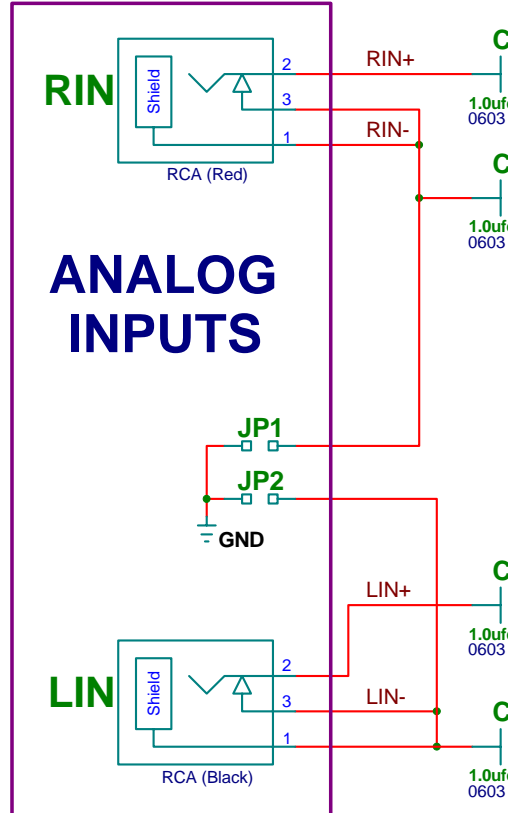 C
RIN+
2
RIN
Shield
3
1.0uf
0603
RIN-
1
RCA (Red)
C
1.0uf
0603
ANALOG
INPUTS
JP1
JP2
GND
C
LIN+
1.0uf
0603
2
LIN
Shield
LIN-
3
C
1
RCA (Black)
1.0uf
0603